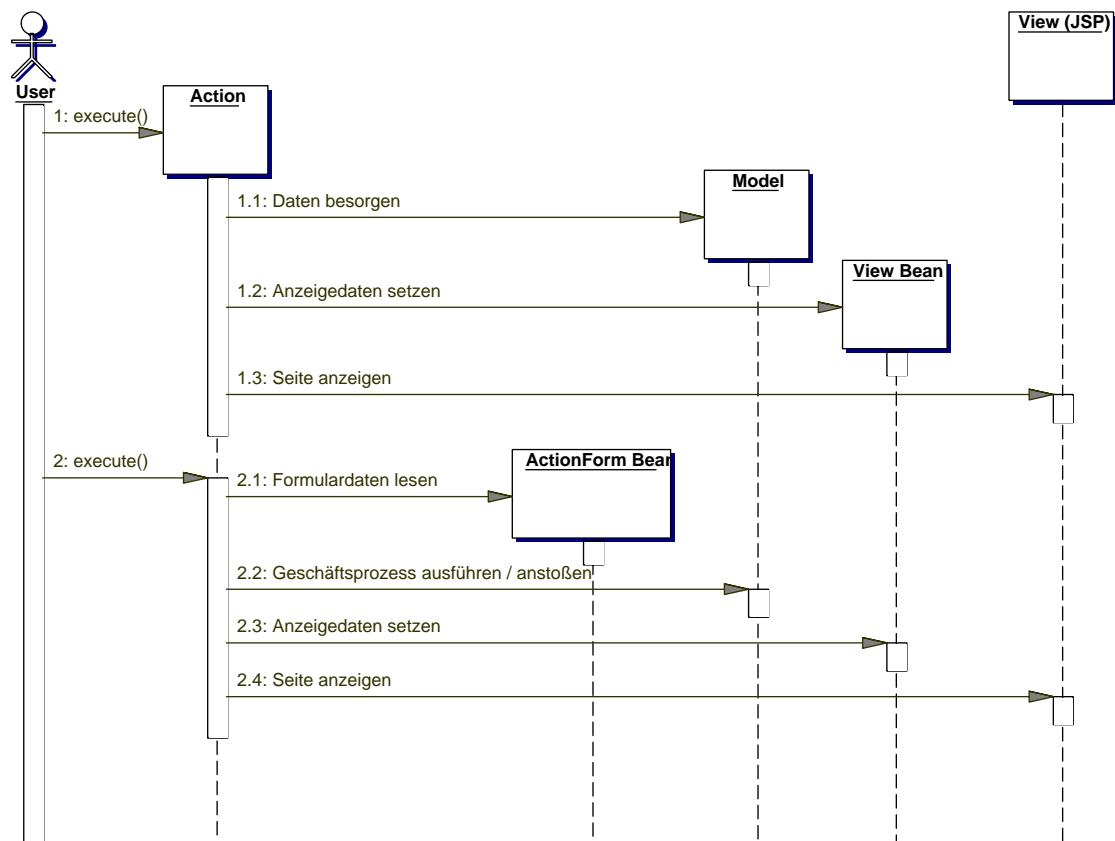 View (JSP)
User
Action
1: execute()
Model
1.1: Daten besorgen
View Bean
1.2: Anzeigedaten setzen
1.3: Seite anzeigen
2: execute()
ActionForm Bean
2.1: Formulardaten lesen
2.2: Geschäftsprozess ausführen / anstoßen
2.3: Anzeigedaten setzen
2.4: Seite anzeigen